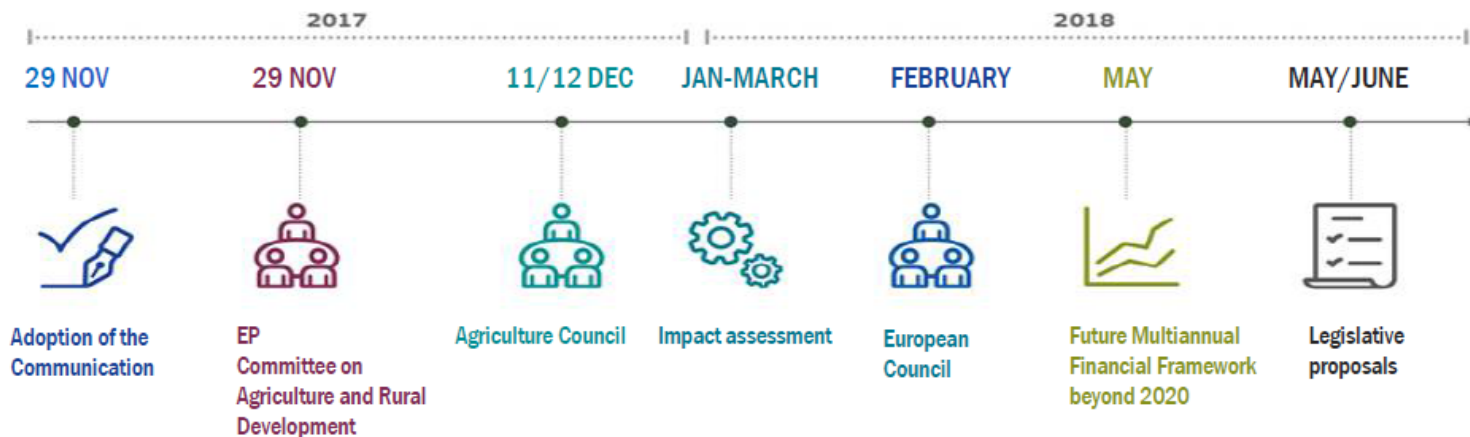 2017
2018
29 NOV
29 NOV
11/12 DEC
JAN-MARCH
FEBRUARY
MAY
MAY/JUNE
Adoption of the
Communication
EP
Committee on
Agriculture and Rural
Development
Agriculture Council
Impact assessment
European
Council
Future Multiannual
Financial Framework
beyond 2020
Legislative
proposals